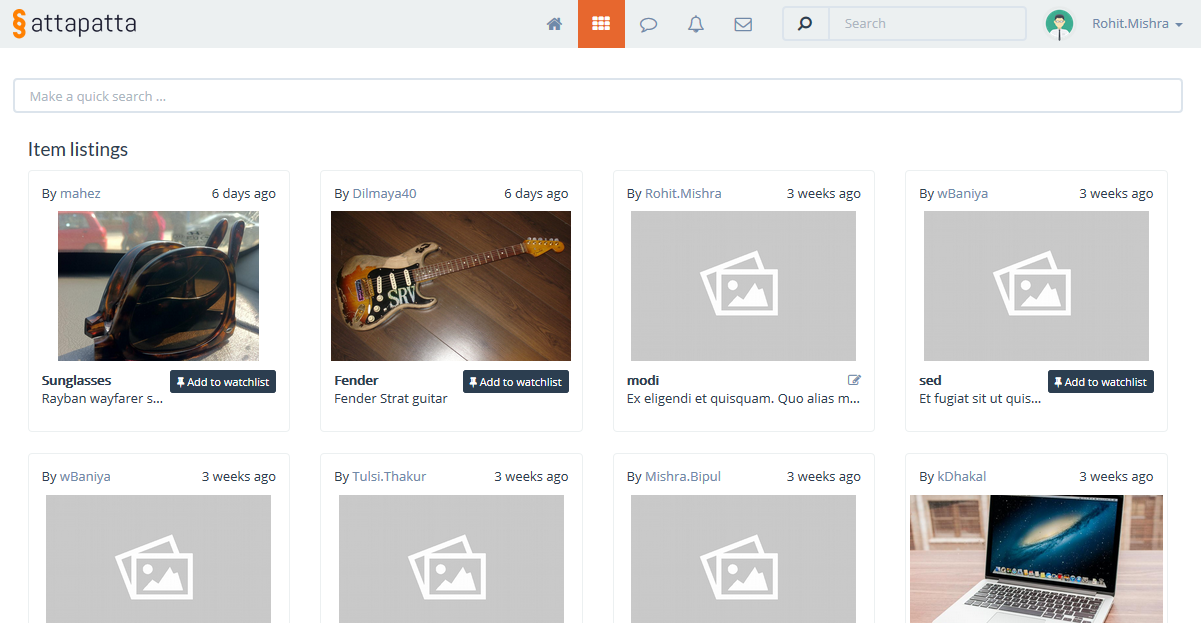 attapatta
Search
Rohit.Mishra
Make a quick search ...
Item listings
By mahez 6 days ago
By Dilmaya40 6 days ago
By Rohit.Mishra 3 weeks ago
By wBaniya 3 weeks ago
SRV
Sunglasses Add to watchlist
Rayban wayfarer s...
Fender Add to watchlist
Fender Strat guitar
modi
Ex eligendi et quisquam. Quo alias m...
sed Add to watchlist
Et fugiat sit ut quis...
By wBaniya 3 weeks ago
By Tulsi.Thakur 3 weeks ago
By Mishra.Bipul 3 weeks ago
By kDhakal 3 weeks ago